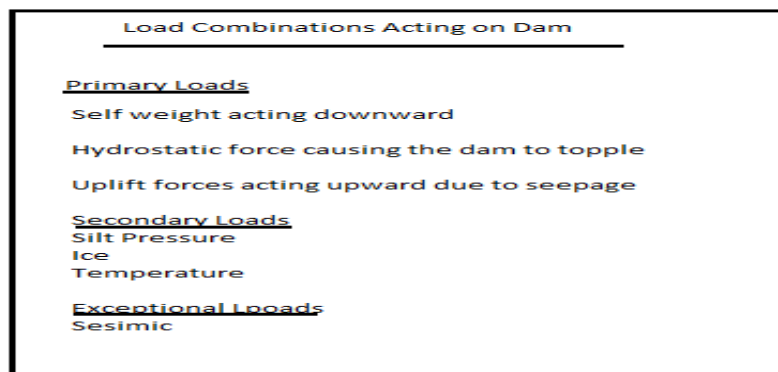 Load Combinations Acting on Dam
Primary Loads
Self weight acting downward
Hydrostatic force causing the dam to topple
Uplift forces acting upward due to seepage
Secondary Loads
Silt Pressure
Ice
Temperature
Exceptional Lpoads
Sesimic